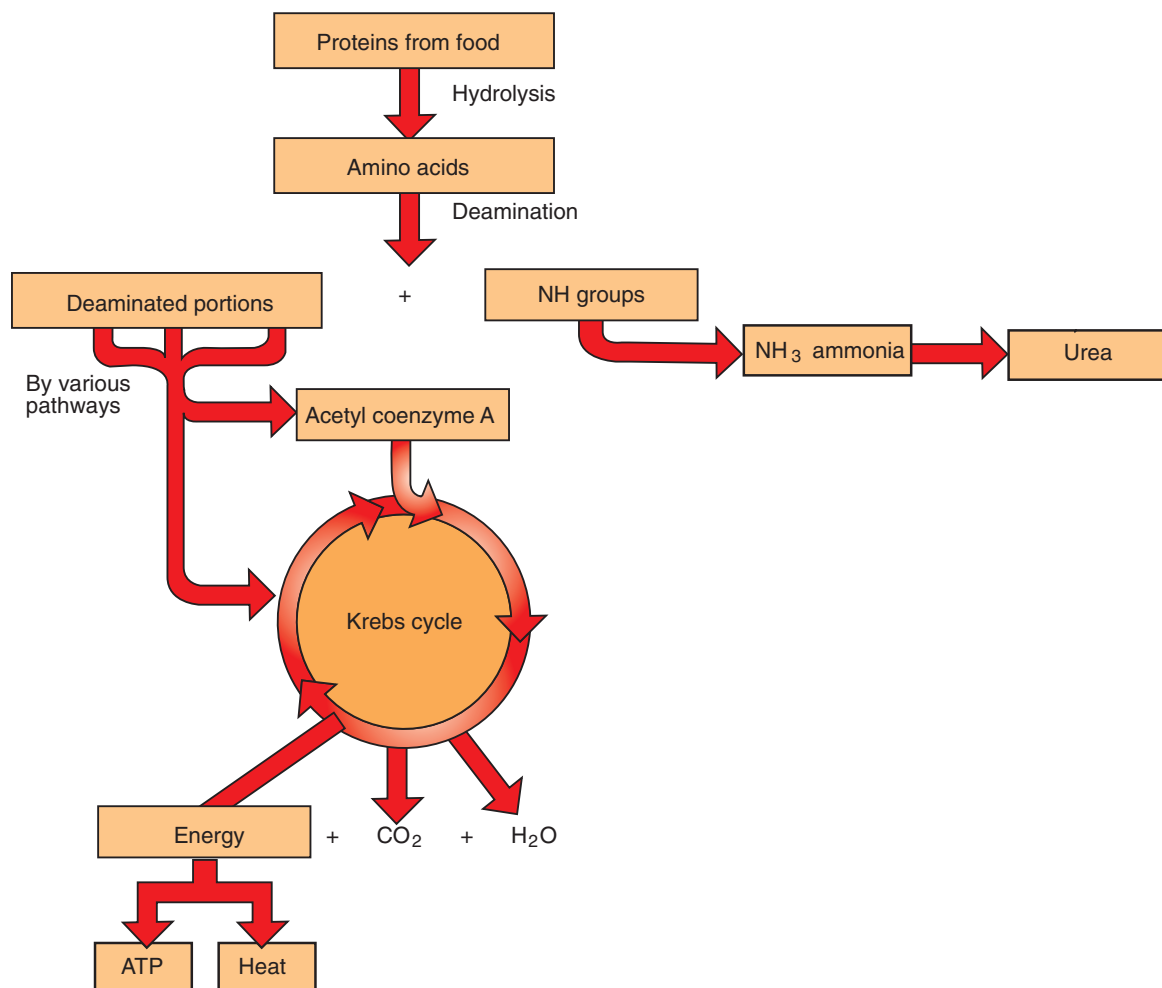 Proteins from food
Hydrolysis
Amino acids
Deamination
Deaminated portions
+
NH groups
NH3 ammonia
Urea
By various
pathways
Acetyl coenzyme A
Krebs cycle
Energy + CO2 + H2O
ATP
Heat